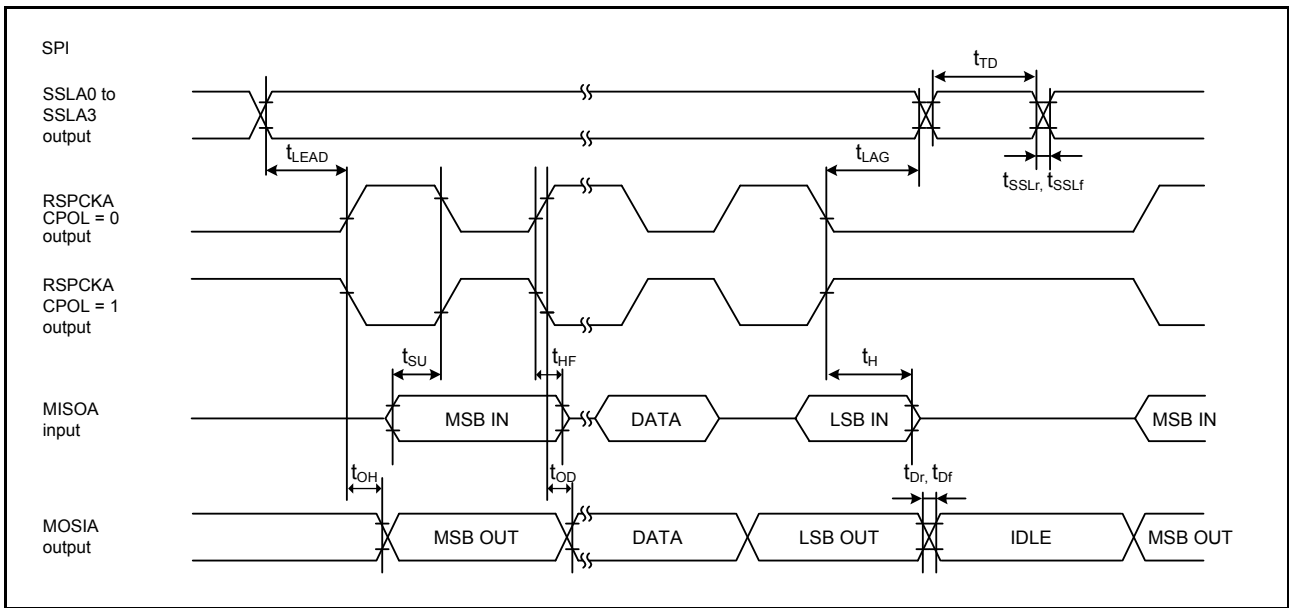 SPI
SSLA0 to
SSLA3
output
tTD
tLEAD
tLAG
tSSLr, tSSLf
RSPCKA
CPOL = 0
output
RSPCKA
CPOL = 1
output
tSU
tHF
tH
MISOA
input
MSB IN
DATA
LSB IN
MSB IN
tOH
tOD
tDr, tDf
MOSIA
output
MSB OUT
DATA
LSB OUT
IDLE
MSB OUT